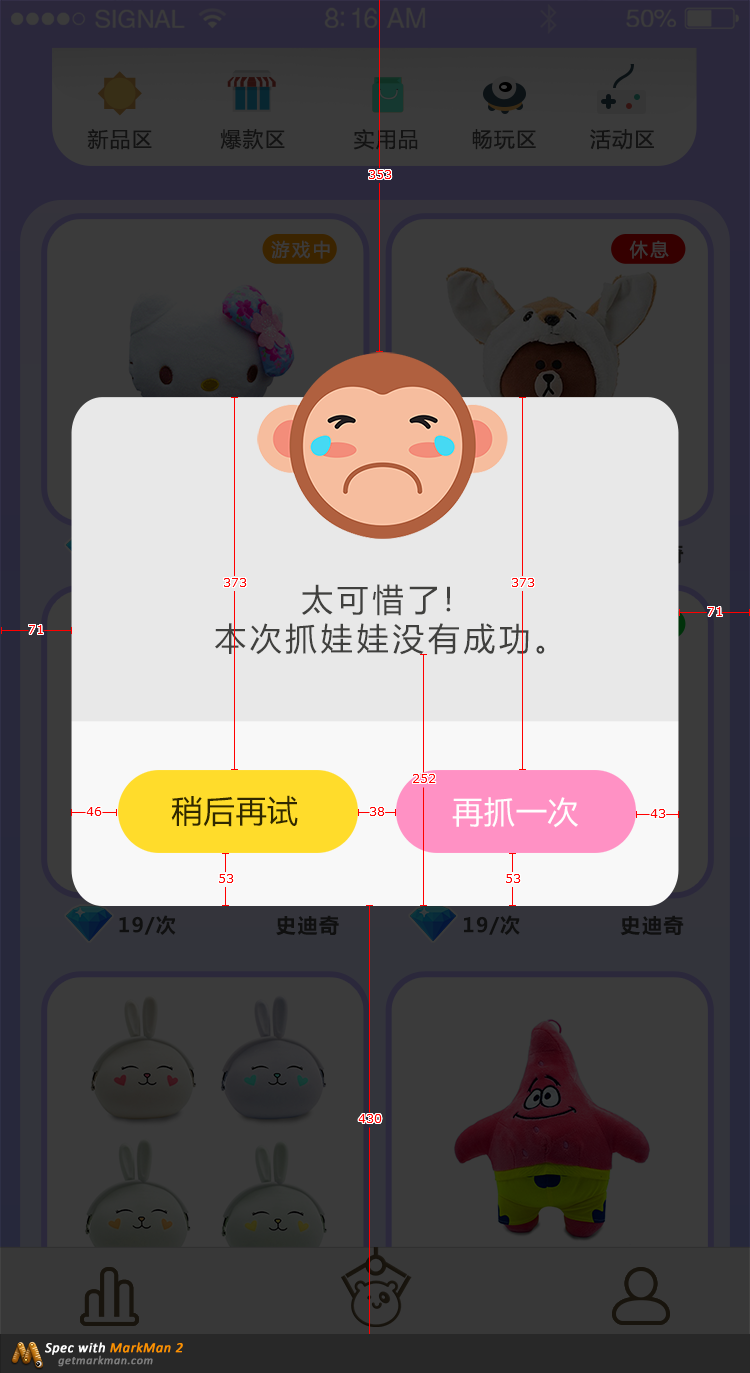 SIGNAL 8:16 AM 50%
新品区 爆款区 实用品 畅玩区 活动区
353
游戏中 休息
373 373
太可惜了!
71 71
本次抓娃娃没有成功。
252
稍后再试 再抓一次
46 38 43
53 53
19/次 史迪奇 19/次 史迪奇
430
Spec with MarkMan 2
getmarkman.com